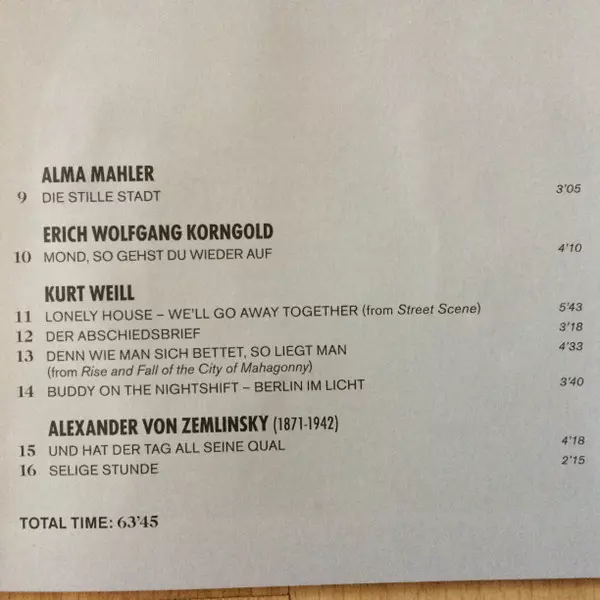 ALMA MAHLER
9 DIE STILLE STADT 3'05
ERICH WOLFGANG KORNGOLD
10 MOND, SO GEHST DU WIEDER AUF 4'10
KURT WEILL
11 LONELY HOUSE – WE'LL GO AWAY TOGETHER (from Street Scene) 5'43
12 DER ABSCHIEDSBRIEF 3'18
13 DENN WIE MAN SICH BETTET, SO LIEGT MAN 4'33
(from Rise and Fall of the City of Mahagonny)
14 BUDDY ON THE NIGHTSHIFT – BERLIN IM LICHT 3'40
ALEXANDER VON ZEMLINSKY (1871-1942)
15 UND HAT DER TAG ALL SEINE QUAL 4'18
16 SELIGE STUNDE 2'15
TOTAL TIME: 63'45